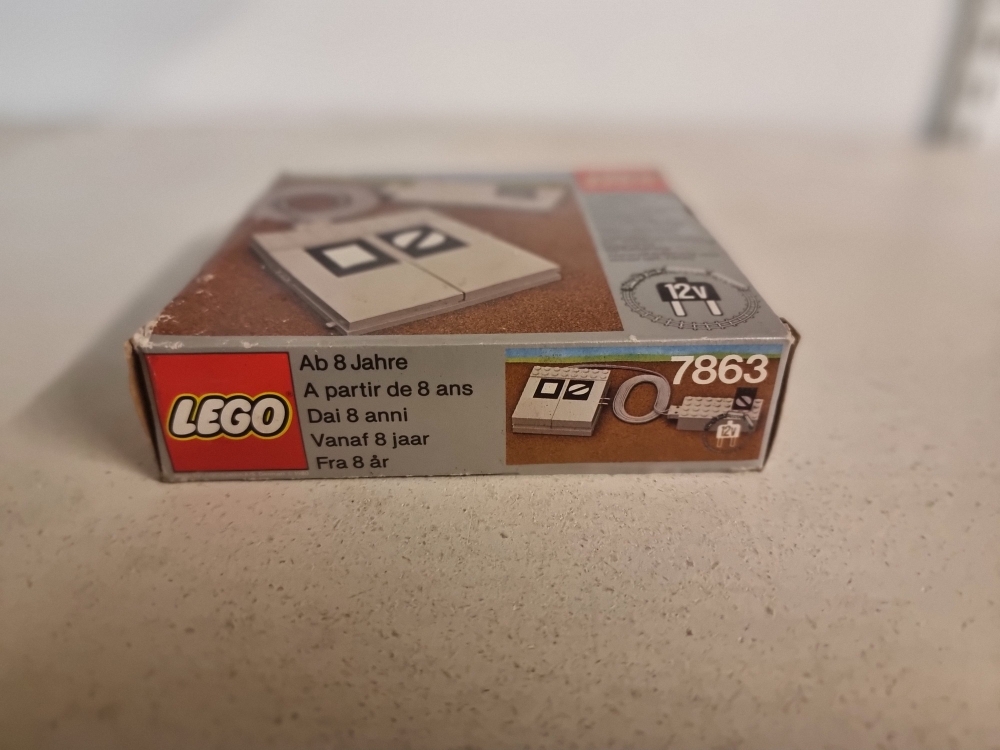 12v
LEGO
Ab 8 Jahre
A partir de 8 ans
Dai 8 anni
Vanaf 8 jaar
Fra 8 år
7863
12v